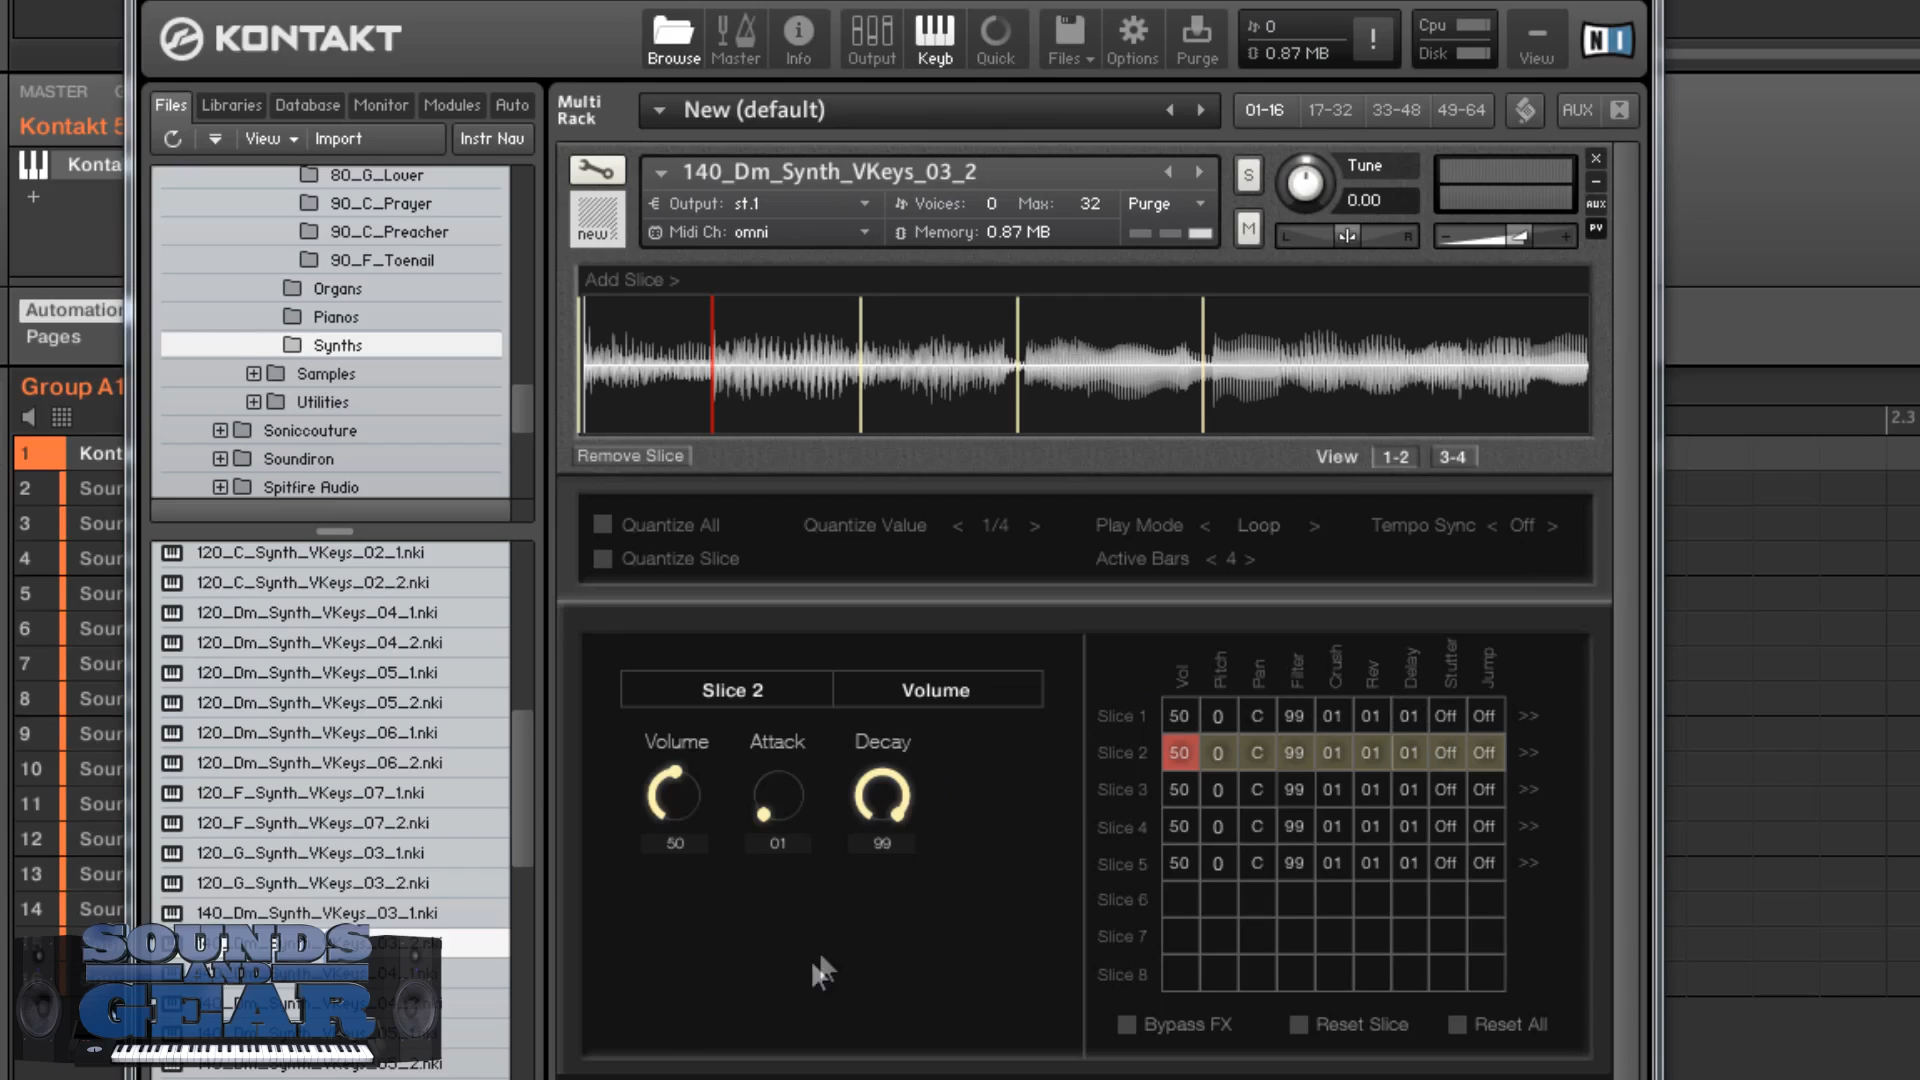 KONTAKT
Browse Master Info Output Keyb Quick Files Options Purge
0
0.87 MB
!
Cpu
Disk
View
NI
MASTER
Kontakt 5
Konta
+
Automation
Pages
Group A1
1 Kont
2 Sour
3 Sour
4 Sour
5 Sour
6 Sour
7 Sour
8 Sour
9 Sour
10 Sour
11 Sour
12 Sour
13 Sour
14 Sour
Files Libraries Database Monitor Modules Auto
View Import Instr Nav
80_G_Lover
90_C_Prayer
90_C_Preacher
90_F_Toenail
Organs
Pianos
Synths
Samples
Utilities
Soniccouture
Soundiron
Spitfire Audio
120_C_Synth_VKeys_02_1.nki
120_C_Synth_VKeys_02_2.nki
120_Dm_Synth_VKeys_04_1.nki
120_Dm_Synth_VKeys_04_2.nki
120_Dm_Synth_VKeys_05_1.nki
120_Dm_Synth_VKeys_05_2.nki
120_Dm_Synth_VKeys_06_1.nki
120_Dm_Synth_VKeys_06_2.nki
120_F_Synth_VKeys_07_1.nki
120_F_Synth_VKeys_07_2.nki
120_G_Synth_VKeys_03_1.nki
120_G_Synth_VKeys_03_2.nki
140_Dm_Synth_VKeys_03_1.nki
SOUNDS
AND
GEAR
Multi
Rack
New (default)
01-16 17-32 33-48 49-64 AUX
new
140_Dm_Synth_VKeys_03_2
Output: st.1 Voices: 0 Max: 32 Purge
Midi Ch: omni Memory: 0.87 MB
S
M
Tune
0.00
L R
- +
AUX
PV
Add Slice >
Remove Slice
View 1-2 3-4
Quantize All Quantize Value < 1/4 > Play Mode < Loop > Tempo Sync < Off >
Quantize Slice Active Bars < 4 >
Slice 2 Volume
Volume Attack Decay
50 01 99
Vol Pitch Pan Filter Crush Rev Delay Stutter Jump
Slice 1 50 0 C 99 01 01 01 Off Off >>
Slice 2 50 0 C 99 01 01 01 Off Off >>
Slice 3 50 0 C 99 01 01 01 Off Off >>
Slice 4 50 0 C 99 01 01 01 Off Off >>
Slice 5 50 0 C 99 01 01 01 Off Off >>
Slice 6
Slice 7
Slice 8
Bypass FX Reset Slice Reset All
2.3